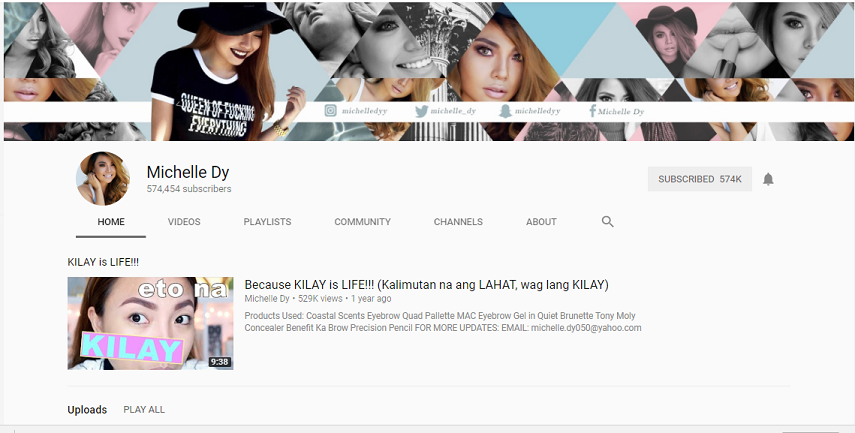 QUEEN OF FUCKING
EVERYTHING
michelledyy michelle_dy michelledyy Michelle Dy
Michelle Dy
574,454 subscribers
SUBSCRIBED 574K
HOME VIDEOS PLAYLISTS COMMUNITY CHANNELS ABOUT
KILAY is LIFE!!!
eto na
KILAY
9:38
Because KILAY is LIFE!!! (Kalimutan na ang LAHAT, wag lang KILAY)
Michelle Dy • 529K views • 1 year ago
Products Used: Coastal Scents Eyebrow Quad Pallette MAC Eyebrow Gel in Quiet Brunette Tony Moly
Concealer Benefit Ka Brow Precision Pencil FOR MORE UPDATES: EMAIL: michelle.dy050@yahoo.com
Uploads PLAY ALL